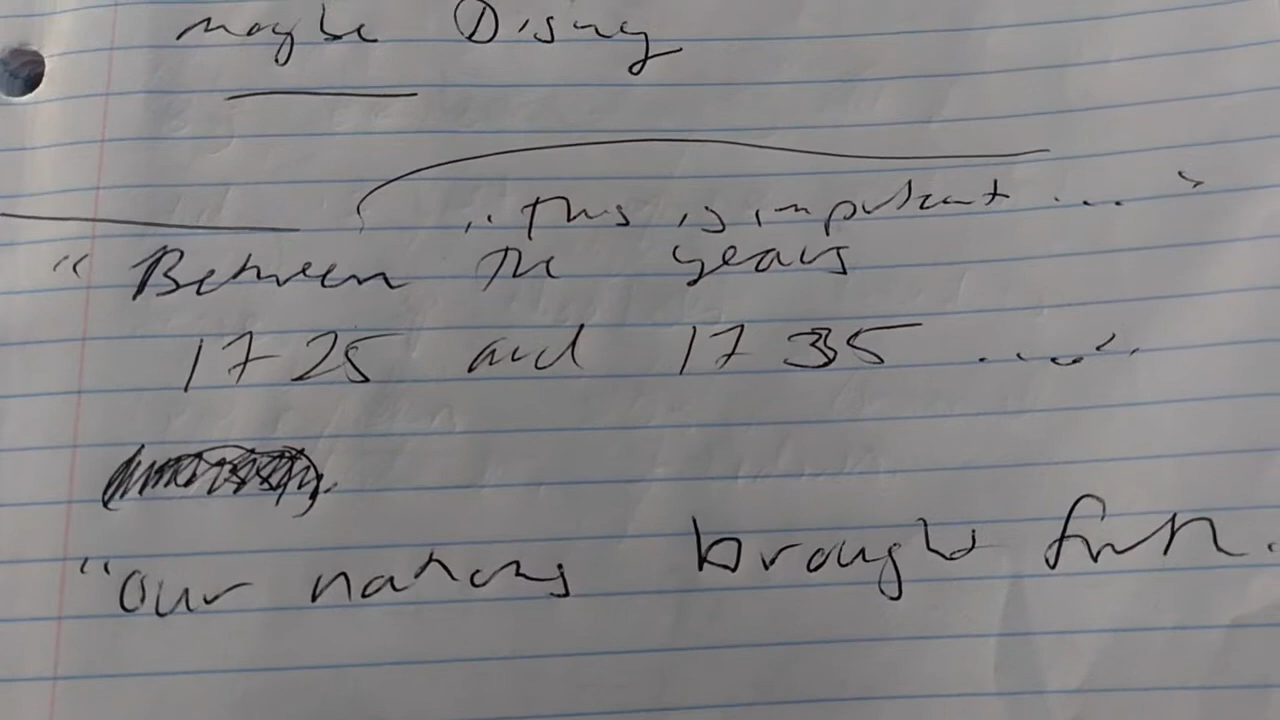 maybe Disney
"this is important ...."
"Between the years
1725 and 1735 .....
"Our nations brought forth.